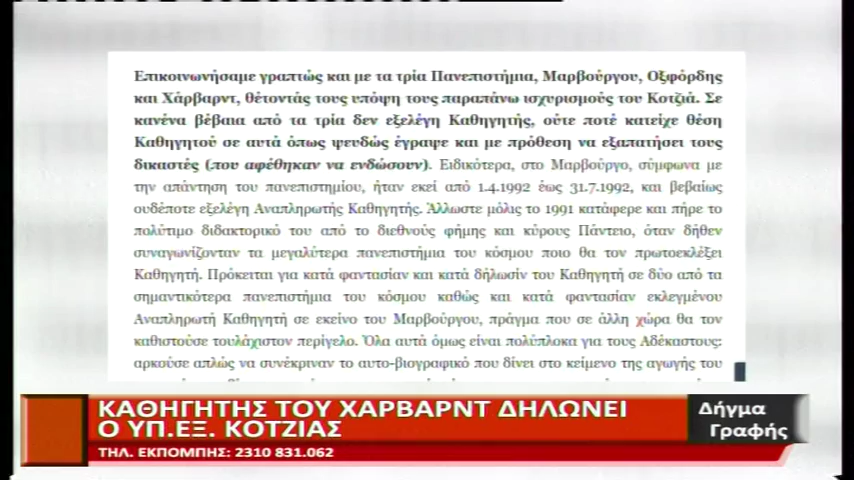 Επικοινωνήσαμε γραπτώς και με τα τρία Πανεπιστήμια, Μαρβούργου, Οξφόρδης
και Χάρβαρντ, θέτοντάς τους υπόψη τους παραπάνω ισχυρισμούς του Κοτζιά. Σε
κανένα βέβαια από τα τρία δεν εξελέγη Καθηγητής, ούτε ποτέ κατείχε θέση
Καθηγητού σε αυτά όπως ψευδώς έγραψε και με πρόθεση να εξαπατήσει τους
δικαστές (που αφέθηκαν να ενδώσουν). Ειδικότερα, στο Μαρβούργο, σύμφωνα με
την απάντηση του πανεπιστημίου, ήταν εκεί από 1.4.1992 έως 31.7.1992, και βεβαίως
ουδέποτε εξελέγη Αναπληρωτής Καθηγητής. Άλλωστε μόλις το 1991 κατάφερε και πήρε το
πολύτιμο διδακτορικό του από το διεθνούς φήμης και κύρους Πάντειο, όταν δήθεν
συναγωνίζονταν τα μεγαλύτερα πανεπιστήμια του κόσμου ποιο θα τον πρωτοεκλέξει
Καθηγητή. Πρόκειται για κατά φαντασίαν και κατά δήλωσίν του Καθηγητή σε δύο από τα
σημαντικότερα πανεπιστήμια του κόσμου καθώς και κατά φαντασίαν εκλεγμένου
Αναπληρωτή Καθηγητή σε εκείνο του Μαρβούργου, πράγμα που σε άλλη χώρα θα τον
καθιστούσε τουλάχιστον περίγελο. Όλα αυτά όμως είναι πολύπλοκα για τους Αδέκαστους:
αρκούσε απλώς να συνέκριναν το αυτο-βιογραφικό που δίνει στο κείμενο της αγωγής του
ΚΑΘΗΓΗΤΗΣ ΤΟΥ ΧΑΡΒΑΡΝΤ ΔΗΛΩΝΕΙ
Ο ΥΠ.ΕΞ. ΚΟΤΖΙΑΣ
Δήγμα
Γραφής
ΤΗΛ. ΕΚΠΟΜΠΗΣ: 2310 831.062